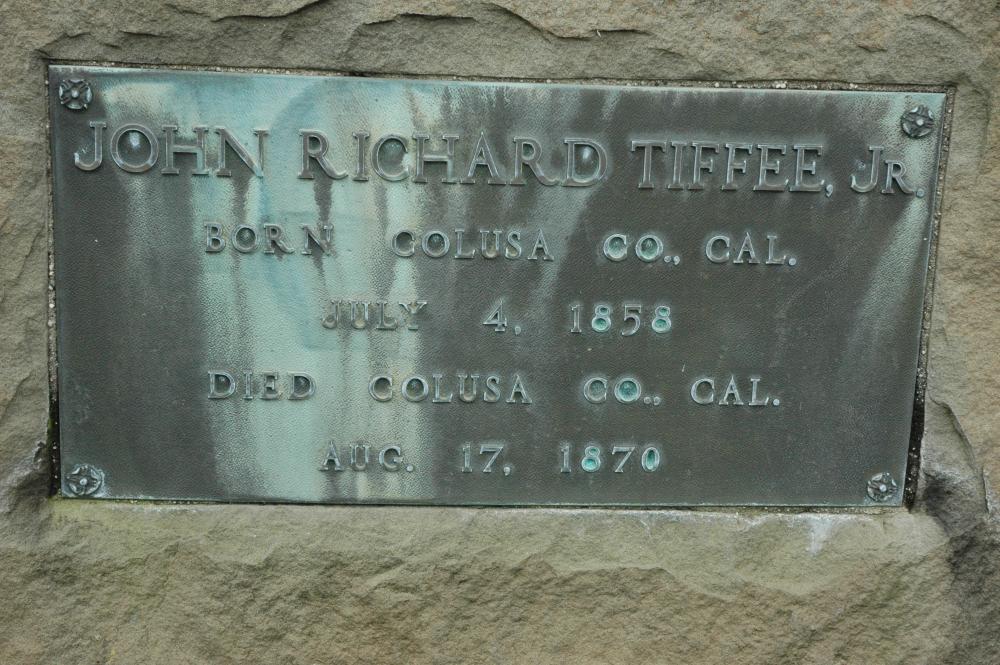 JOHN RICHARD TIFFEE, JR.
BORN COLUSA CO., CAL.
JULY 4, 1858
DIED COLUSA CO., CAL.
AUG. 17, 1870